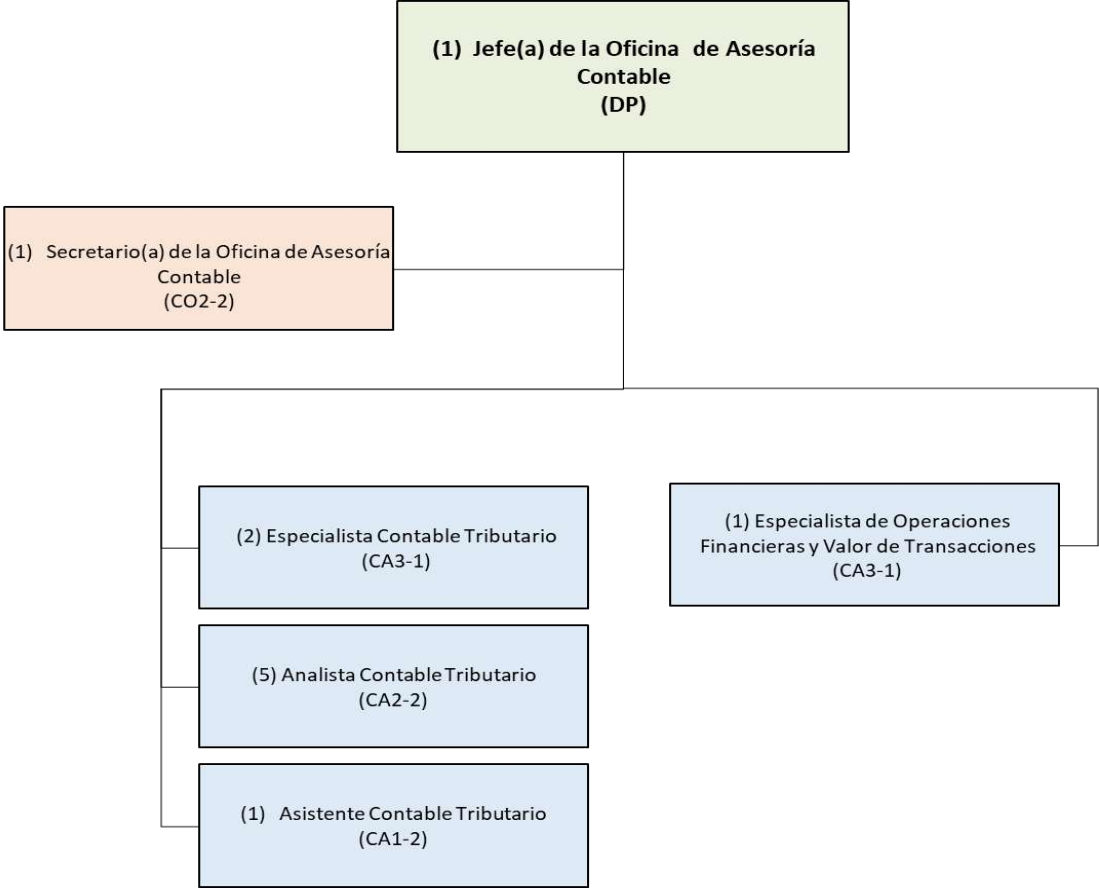 (1) Jefe(a) de la Oficina de Asesoría
Contable
(DP)
(1) Secretario(a) de la Oficina de Asesoría
Contable
(CO2-2)
(2) Especialista Contable Tributario
(CA3-1)
(1) Especialista de Operaciones
Financieras y Valor de Transacciones
(CA3-1)
(5) Analista Contable Tributario
(CA2-2)
(1) Asistente Contable Tributario
(CA1-2)